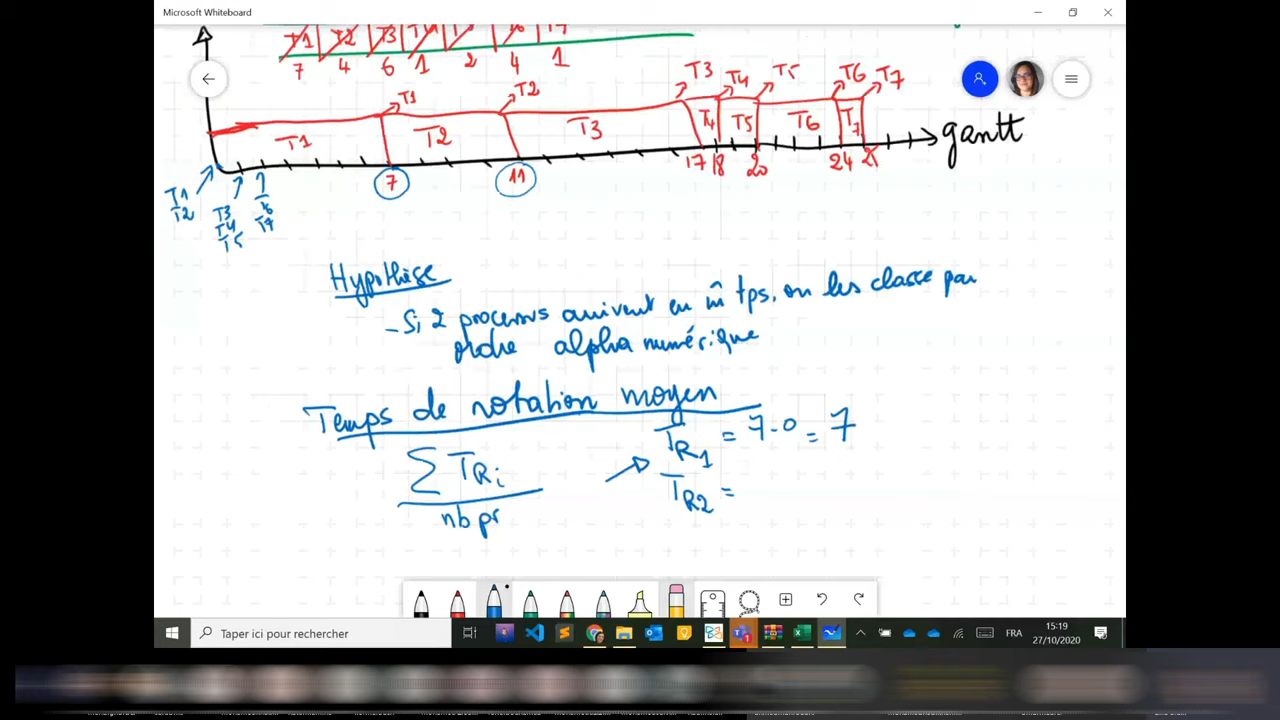 Microsoft Whiteboard
T1 T2 T3
7 4 6 1 2 4 1
T1 T2 T3 T4 T5 T6 T7
T1 T2 T3 T4 T5 T6 T7
gantt
7 11 17 18 20 24 25
T1
T2
T3
T4
T5
T7
Hypothèse
- Si 2 processus arrivent en m̂ tps, on les classe par
ordre alpha numérique
Temps de rotation moyen
TR1 = 7-0 = 7
Σ TRi
TR2 =
nb pr
Taper ici pour rechercher
FRA
15:19
27/10/2020